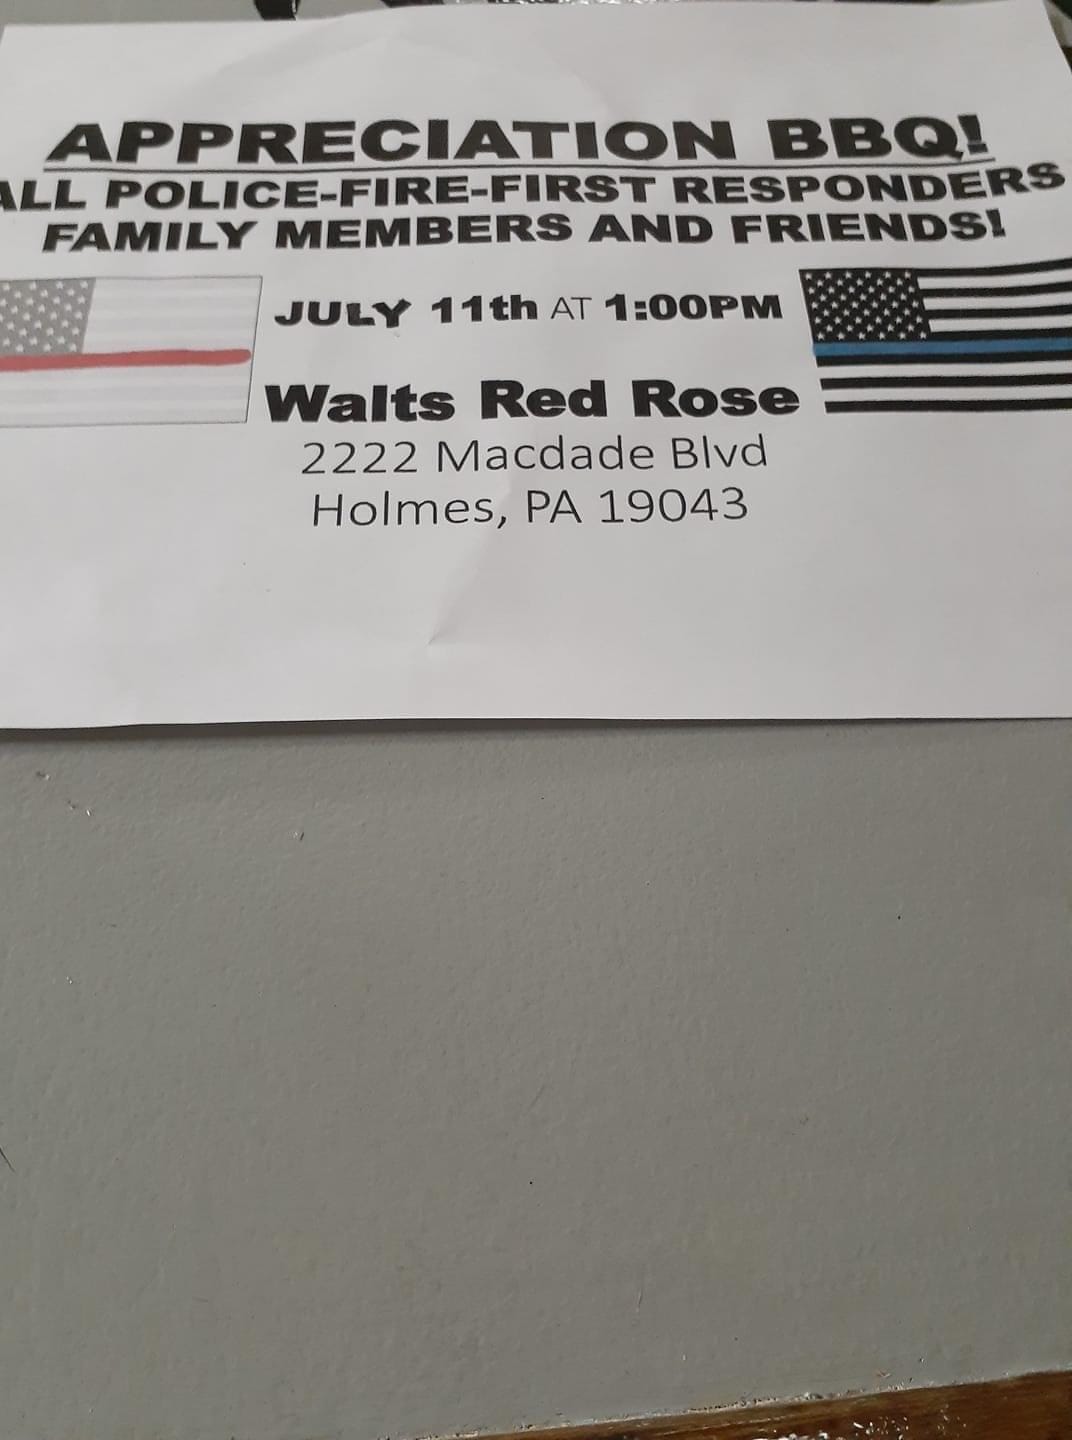 APPRECIATION BBQ!
ALL POLICE-FIRE-FIRST RESPONDERS
FAMILY MEMBERS AND FRIENDS!
JULY 11th AT 1:00PM
Walts Red Rose
2222 Macdade Blvd
Holmes, PA 19043